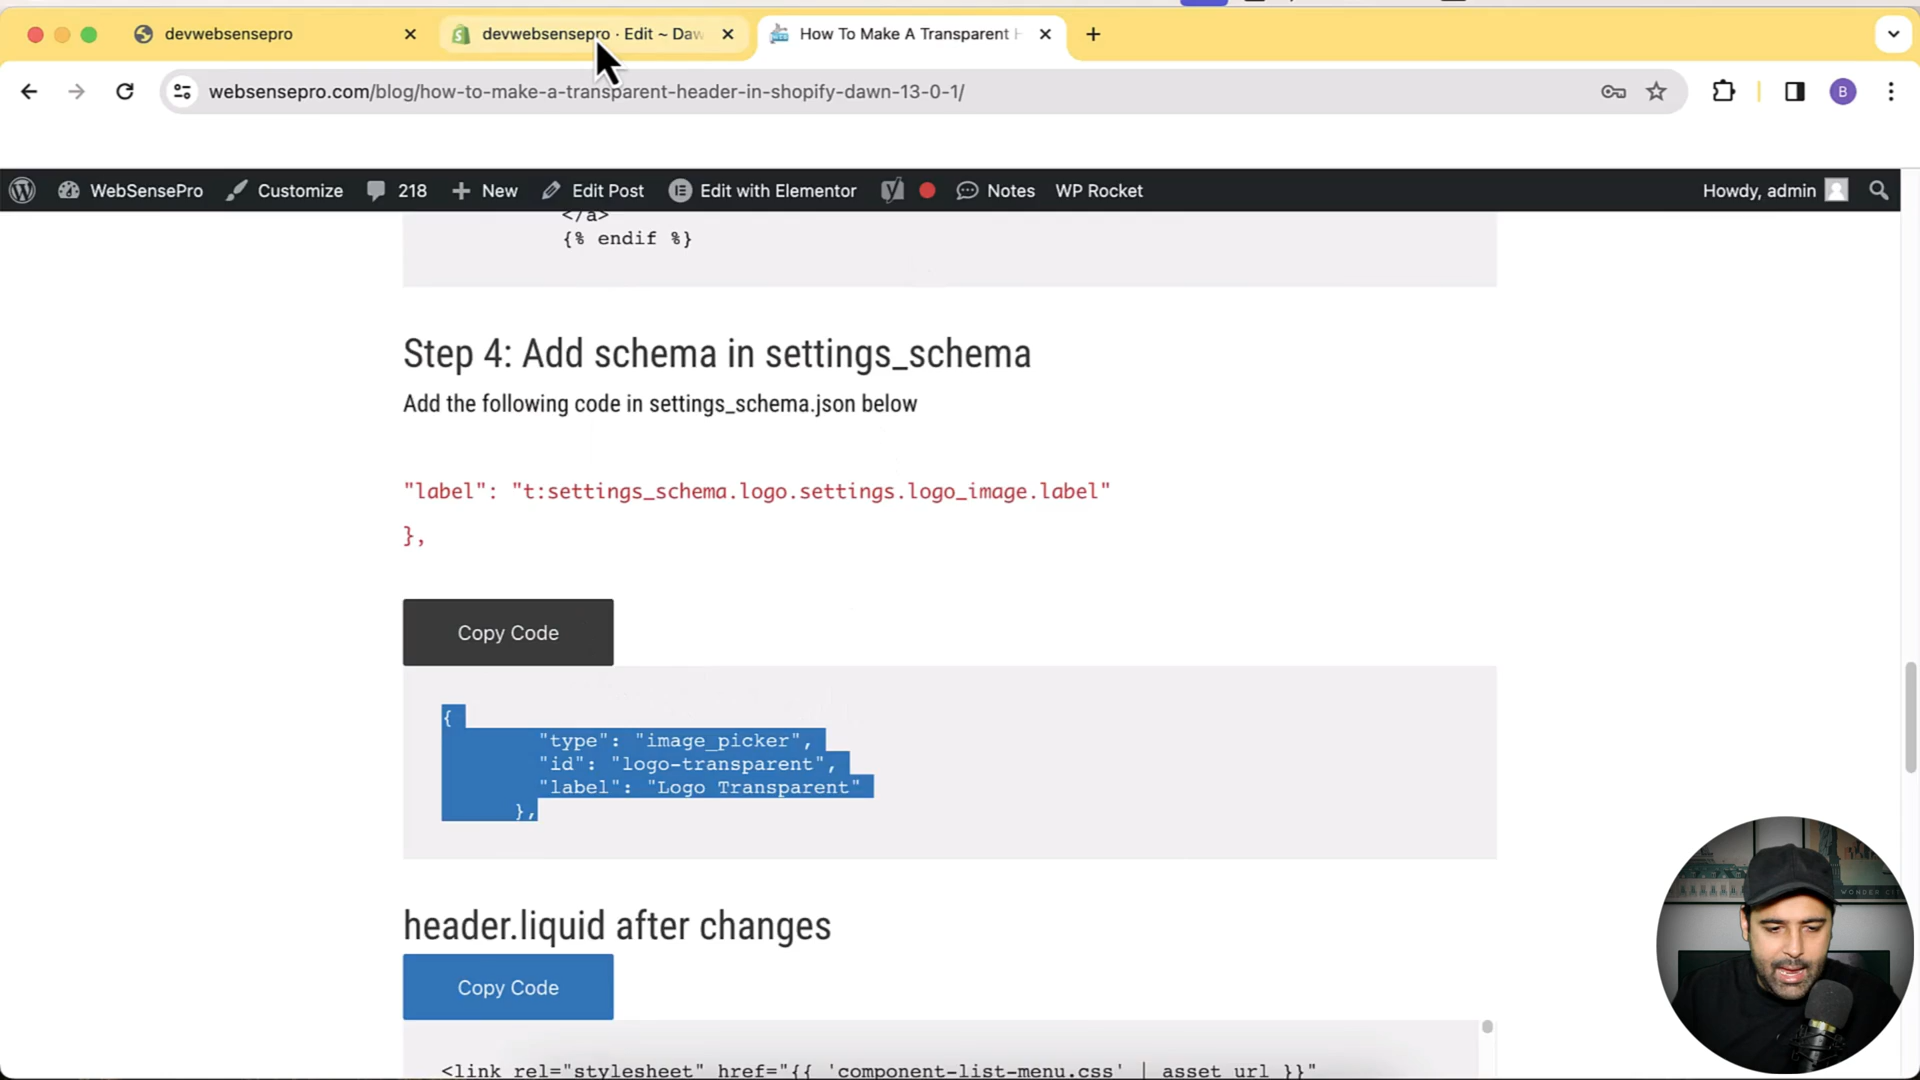 devwebsensepro
devwebsensepro · Edit ~ Daw
How To Make A Transparent H
websensepro.com/blog/how-to-make-a-transparent-header-in-shopify-dawn-13-0-1/
B
WebSensePro
Customize
218
New
Edit Post
Edit with Elementor
Notes
WP Rocket
Howdy, admin
</a>
{% endif %}
Step 4: Add schema in settings_schema
Add the following code in settings_schema.json below
"label": "t:settings_schema.logo.settings.logo_image.label"
},
Copy Code
{
"type": "image_picker",
"id": "logo-transparent",
"label": "Logo Transparent"
},
header.liquid after changes
Copy Code
<link rel="stylesheet" href="{{ 'component-list-menu.css' | asset_url }}"
WONDER CI